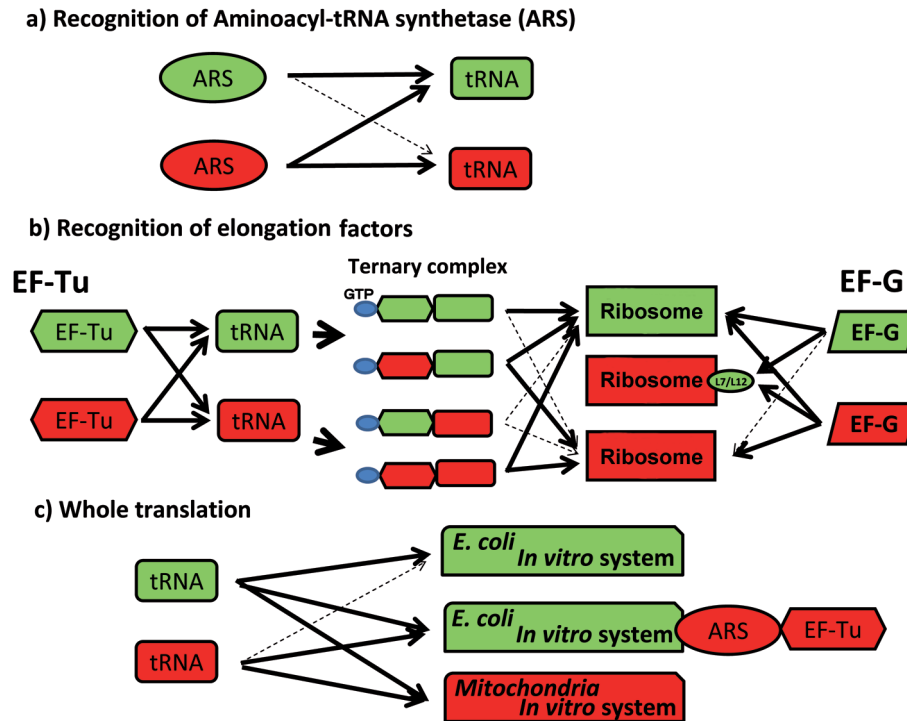 a) Recognition of Aminoacyl-tRNA synthetase (ARS)
ARS
tRNA
ARS
tRNA
b) Recognition of elongation factors
EF-Tu
Ternary complex
EF-G
GTP
EF-Tu
tRNA
Ribosome
EF-G
Ribosome
L7/L12
EF-Tu
tRNA
Ribosome
EF-G
c) Whole translation
tRNA
E. coli
In vitro system
tRNA
E. coli
In vitro system
ARS
EF-Tu
Mitochondria
In vitro system